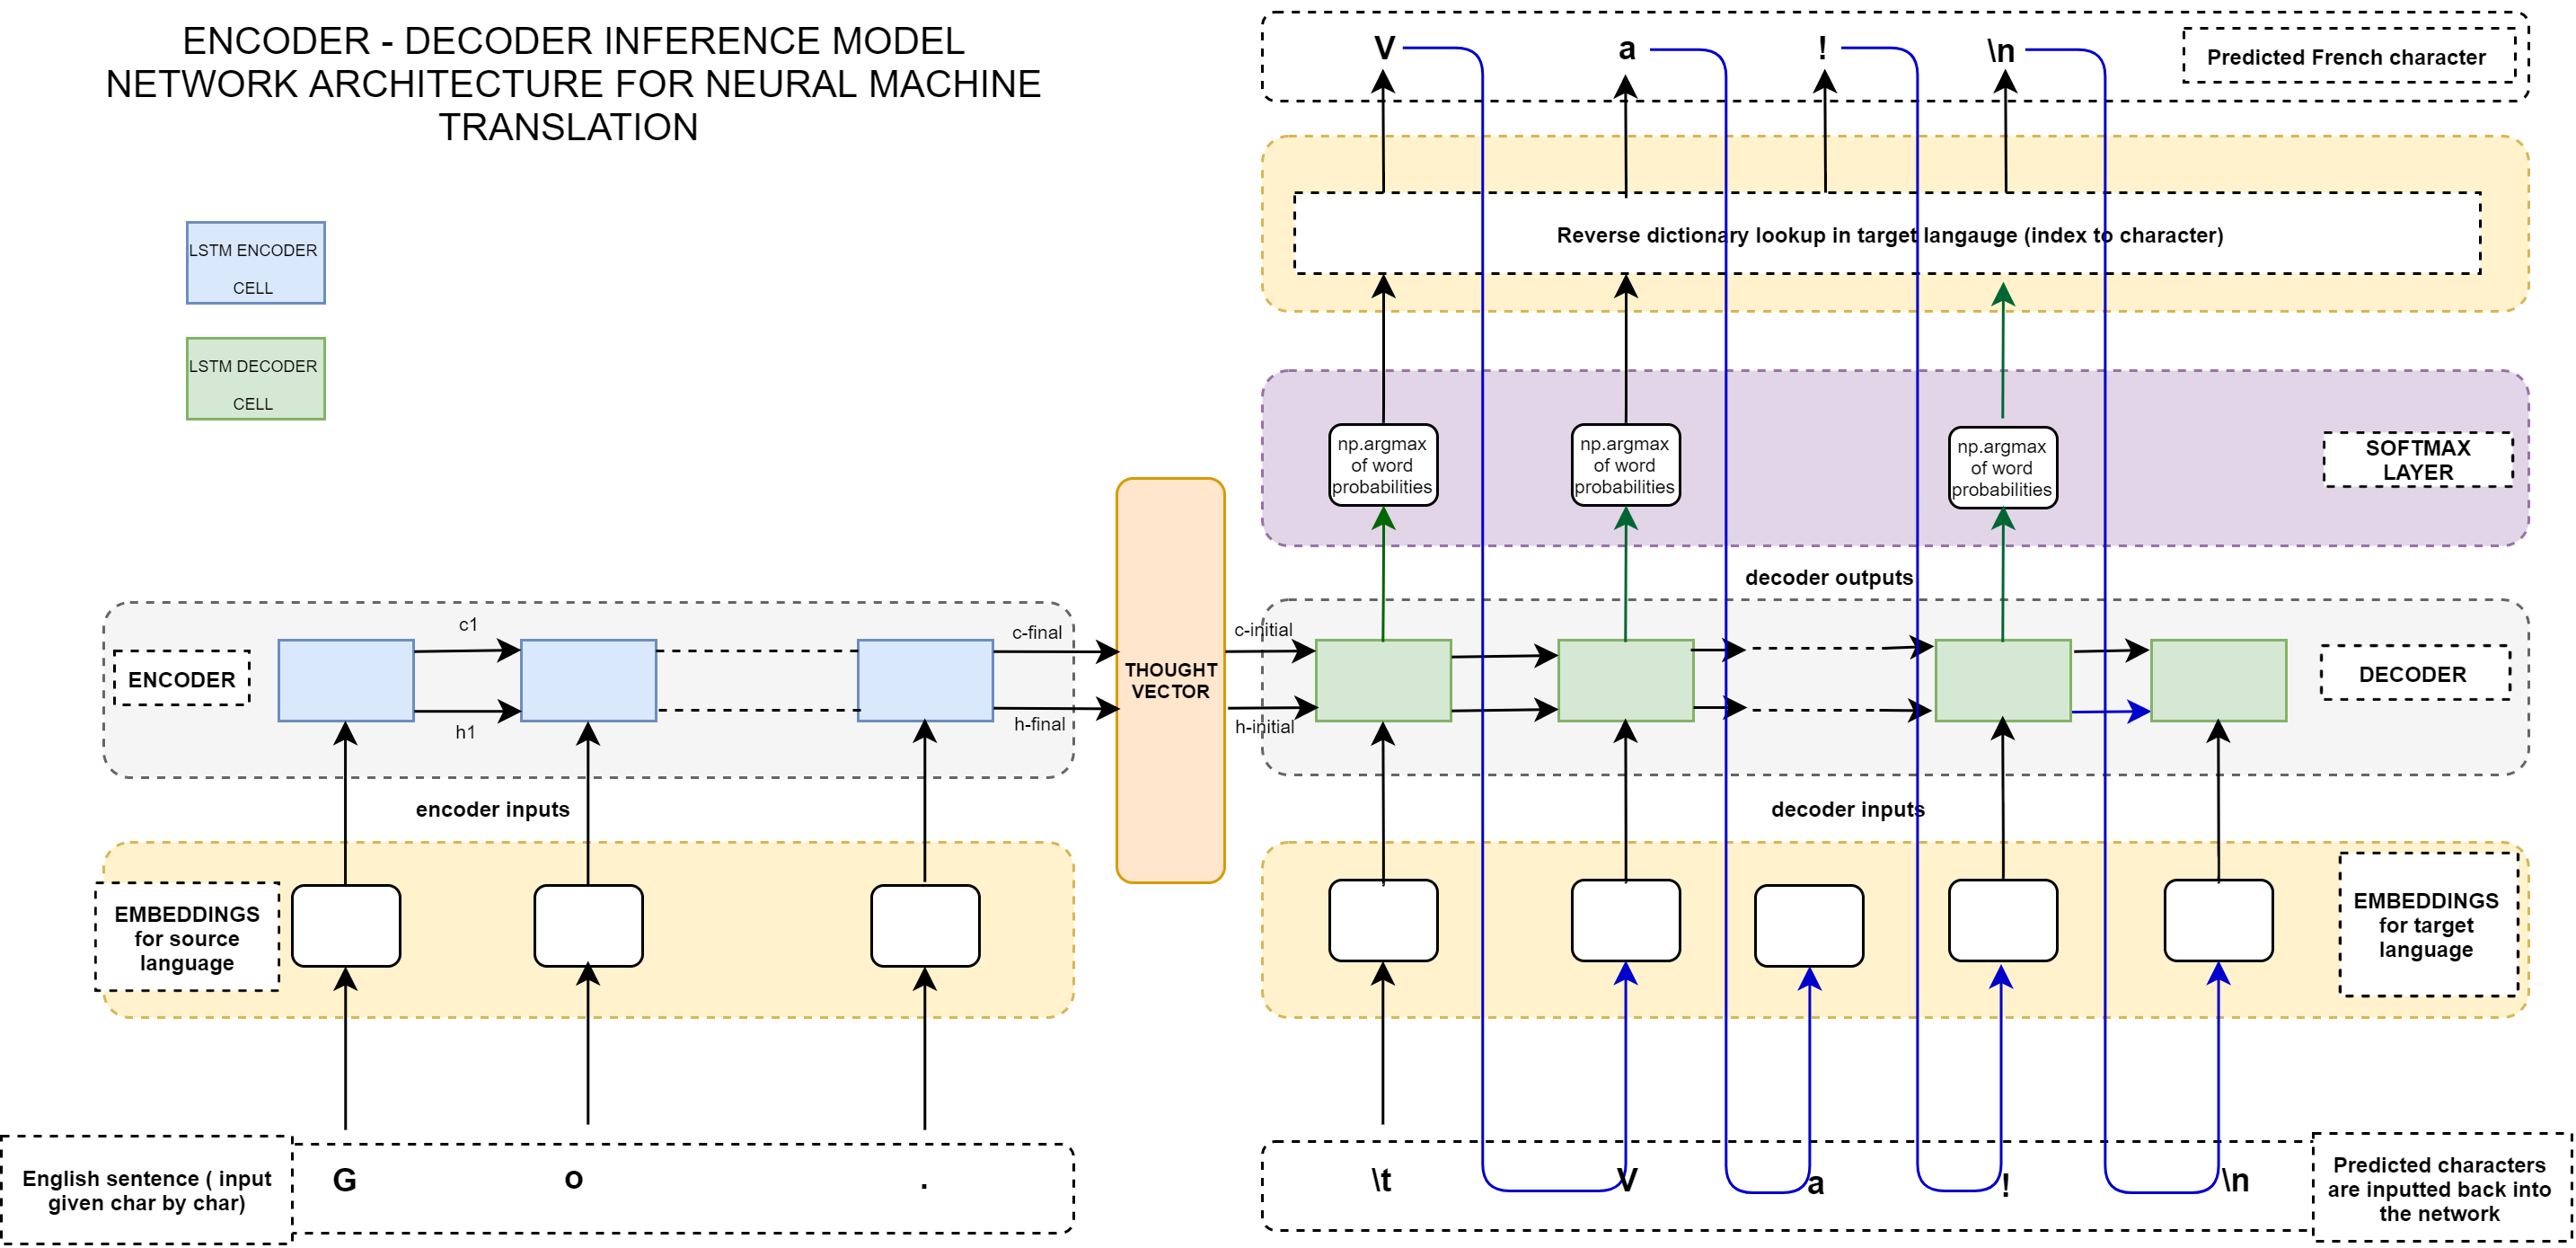 ENCODER - DECODER INFERENCE MODEL
NETWORK ARCHITECTURE FOR NEURAL MACHINE
TRANSLATION
LSTM ENCODER
CELL
LSTM DECODER
CELL
V a ! \n
Predicted French character
Reverse dictionary lookup in target langauge (index to character)
np.argmax
of word
probabilities
np.argmax
of word
probabilities
np.argmax
of word
probabilities
SOFTMAX
LAYER
decoder outputs
ENCODER
c1
h1
c-final
h-final
THOUGHT
VECTOR
c-initial
h-initial
DECODER
encoder inputs
decoder inputs
EMBEDDINGS
for source
language
EMBEDDINGS
for target
language
English sentence ( input
given char by char)
G o .
\t V a ! \n
Predicted characters
are inputted back into
the network